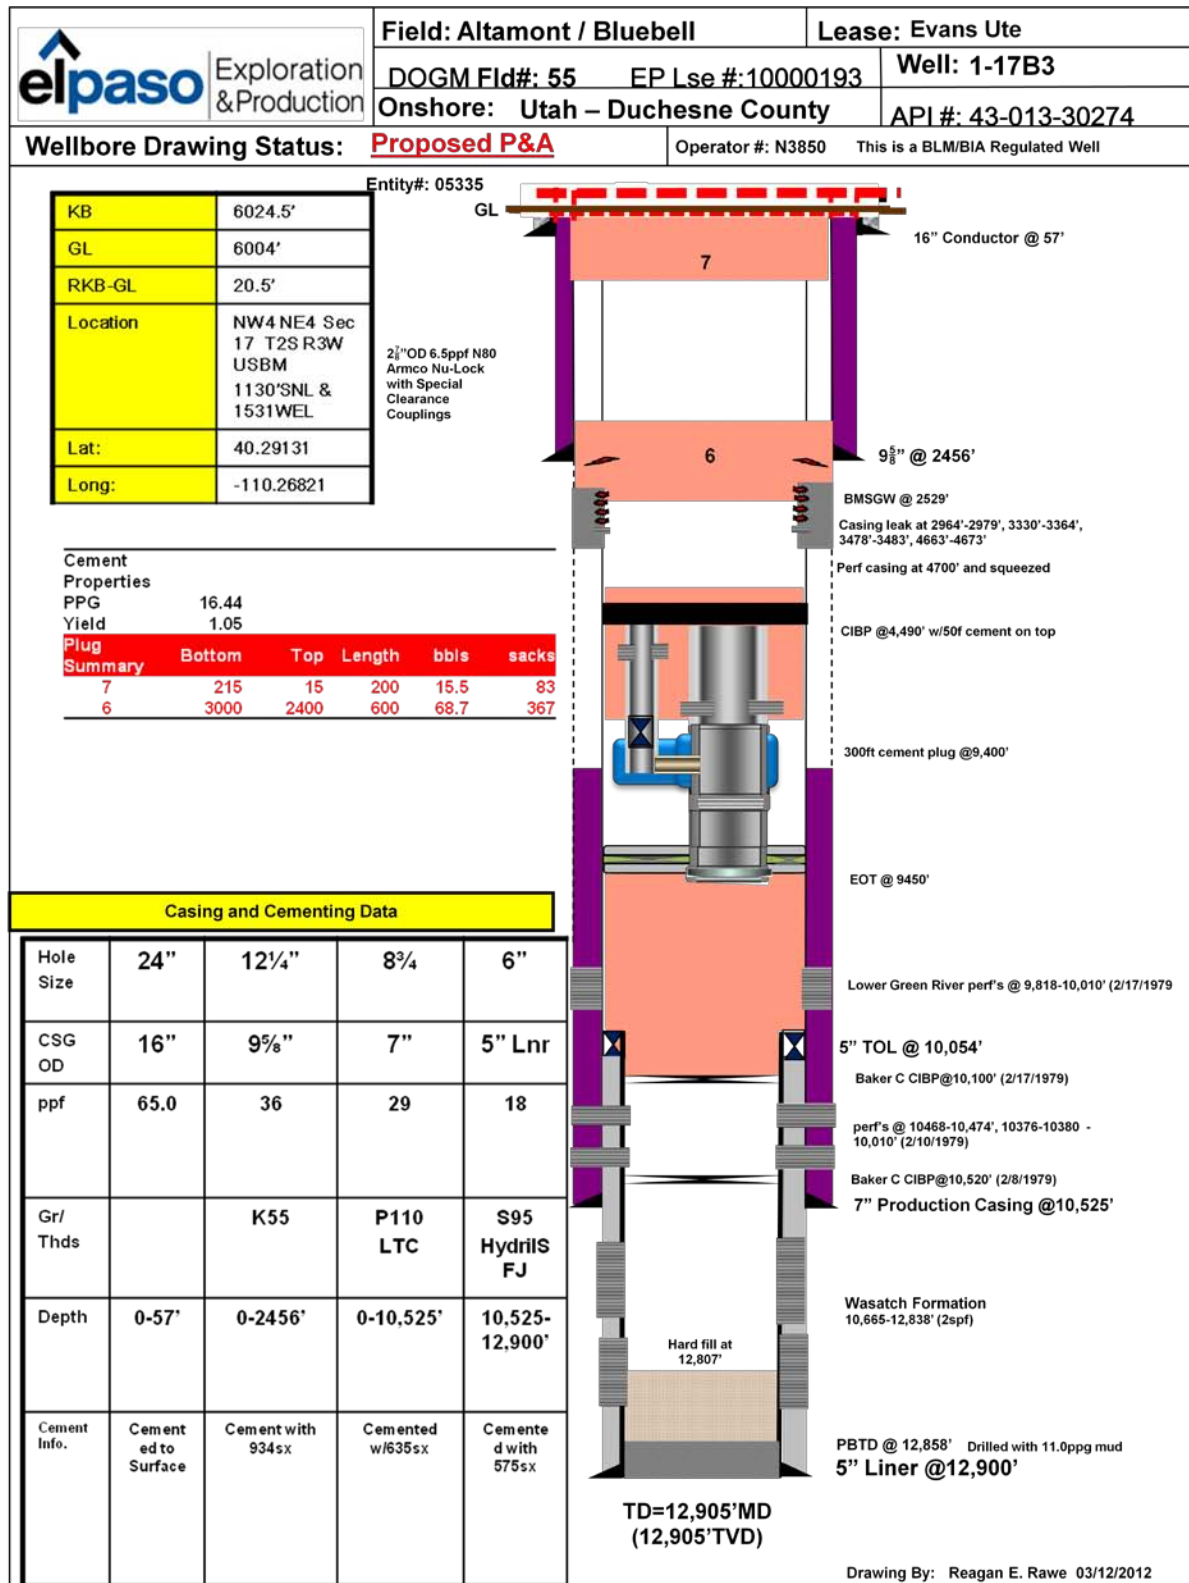 elpaso Exploration & Production
Field: Altamont / Bluebell
Lease: Evans Ute
DOGM Fld#: 55 EP Lse #:10000193
Well: 1-17B3
Onshore: Utah – Duchesne County
API #: 43-013-30274
Wellbore Drawing Status: Proposed P&A
Operator #: N3850 This is a BLM/BIA Regulated Well
Entity#: 05335
GL
KB 6024.5'
GL 6004'
RKB-GL 20.5'
Location NW4 NE4 Sec
17 T2S R3W
USBM
1130'SNL &
1531WEL
Lat: 40.29131
Long: -110.26821
2⅞"OD 6.5ppf N80
Armco Nu-Lock
with Special
Clearance
Couplings
16" Conductor @ 57'
7
6
9⅝" @ 2456'
BMSGW @ 2529'
Casing leak at 2964'-2979', 3330'-3364',
3478'-3483', 4663'-4673'
Perf casing at 4700' and squeezed
CIBP @4,490' w/50f cement on top
300ft cement plug @9,400'
EOT @ 9450'
Lower Green River perf's @ 9,818-10,010' (2/17/1979
5" TOL @ 10,054'
Baker C CIBP@10,100' (2/17/1979)
perf's @ 10468-10,474', 10376-10380 -
10,010' (2/10/1979)
Baker C CIBP@10,520' (2/8/1979)
7" Production Casing @10,525'
Wasatch Formation
10,665-12,838' (2spf)
Hard fill at
12,807'
PBTD @ 12,858' Drilled with 11.0ppg mud
5" Liner @12,900'
TD=12,905'MD
(12,905'TVD)
Cement
Properties
PPG 16.44
Yield 1.05
Plug
Summary Bottom Top Length bbls sacks
7 215 15 200 15.5 83
6 3000 2400 600 68.7 367
Casing and Cementing Data
Hole
Size 24" 12¼" 8¾ 6"
CSG
OD 16" 9⅝" 7" 5" Lnr
ppf 65.0 36 29 18
Gr/
Thds K55 P110
LTC S95
HydrilS
FJ
Depth 0-57' 0-2456' 0-10,525' 10,525-
12,900'
Cement
Info. Cement
ed to
Surface Cement with
934sx Cemented
w/635sx Cemente
d with
575sx
Drawing By: Reagan E. Rawe 03/12/2012